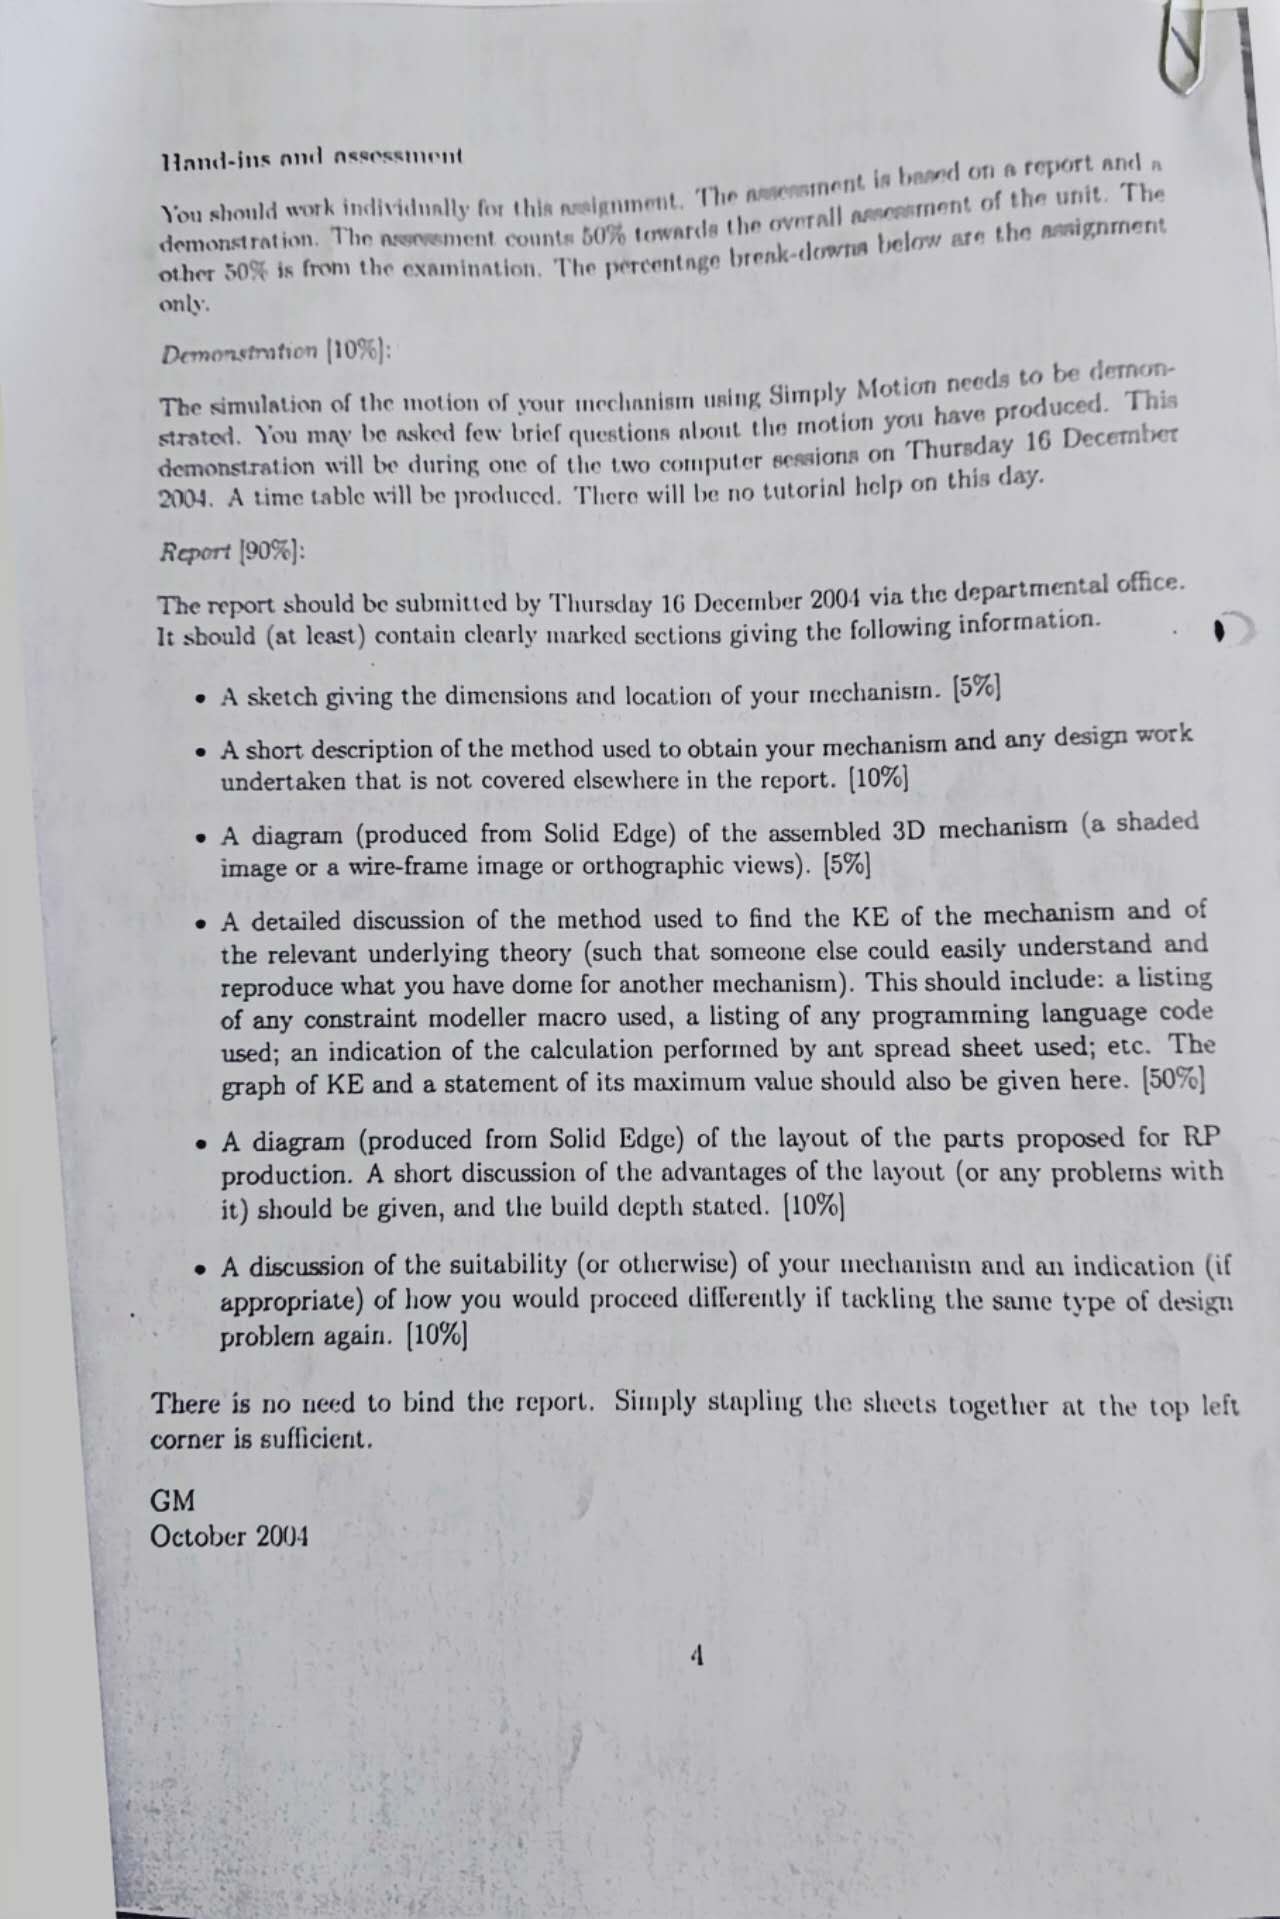 Hand-ins and assessment
You should work individually for this assignment. The assessment is based on a report and a
demonstration. The assessment counts 50% towards the overall assessment of the unit. The
other 50% is from the examination. The percentage break-downs below are the assignment
only.
Demonstration [10%]:
The simulation of the motion of your mechanism using Simply Motion needs to be demon-
strated. You may be asked few brief questions about the motion you have produced. This
demonstration will be during one of the two computer sessions on Thursday 16 December
2004. A time table will be produced. There will be no tutorial help on this day.
Report [90%]:
The report should be submitted by Thursday 16 December 2004 via the departmental office.
It should (at least) contain clearly marked sections giving the following information.
• A sketch giving the dimensions and location of your mechanism. [5%]
• A short description of the method used to obtain your mechanism and any design work
undertaken that is not covered elsewhere in the report. [10%]
• A diagram (produced from Solid Edge) of the assembled 3D mechanism (a shaded
image or a wire-frame image or orthographic views). [5%]
• A detailed discussion of the method used to find the KE of the mechanism and of
the relevant underlying theory (such that someone else could easily understand and
reproduce what you have dome for another mechanism). This should include: a listing
of any constraint modeller macro used, a listing of any programming language code
used; an indication of the calculation performed by ant spread sheet used; etc. The
graph of KE and a statement of its maximum value should also be given here. [50%]
• A diagram (produced from Solid Edge) of the layout of the parts proposed for RP
production. A short discussion of the advantages of the layout (or any problems with
it) should be given, and the build depth stated. [10%]
• A discussion of the suitability (or otherwise) of your mechanism and an indication (if
appropriate) of how you would proceed differently if tackling the same type of design
problem again. [10%]
There is no need to bind the report. Simply stapling the sheets together at the top left
corner is sufficient.
GM
October 2004
4